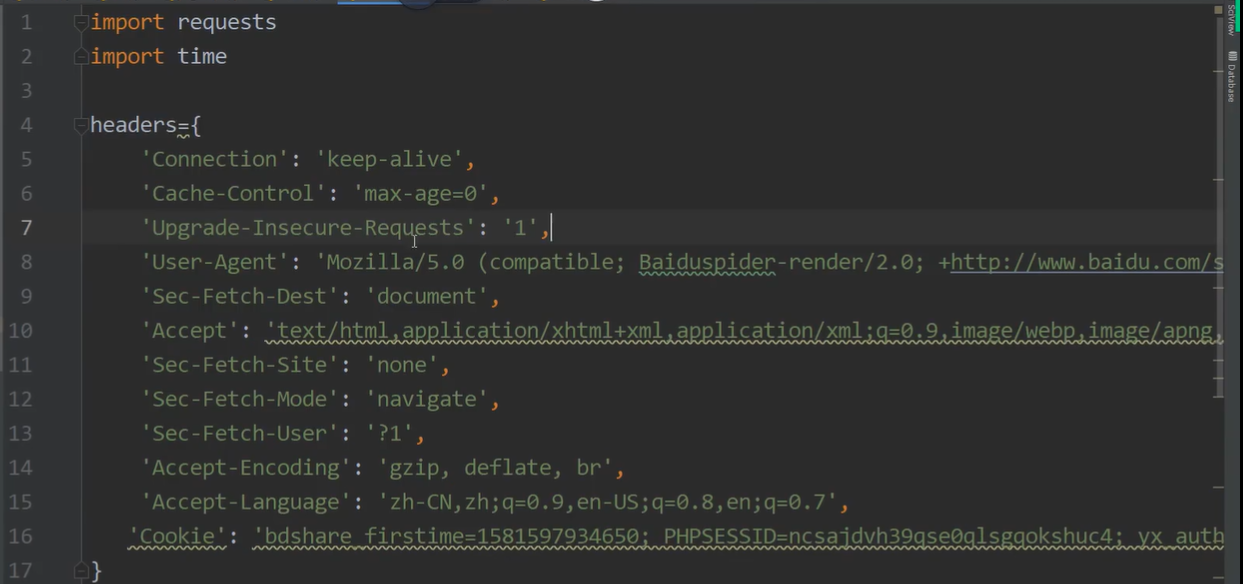 1 import requests
2 import time
3
4 headers={
5 'Connection': 'keep-alive',
6 'Cache-Control': 'max-age=0',
7 'Upgrade-Insecure-Requests': '1',
8 'User-Agent': 'Mozilla/5.0 (compatible; Baiduspider-render/2.0; +http://www.baidu.com/s
9 'Sec-Fetch-Dest': 'document',
10 'Accept': 'text/html,application/xhtml+xml,application/xml;q=0.9,image/webp,image/apng,
11 'Sec-Fetch-Site': 'none',
12 'Sec-Fetch-Mode': 'navigate',
13 'Sec-Fetch-User': '?1',
14 'Accept-Encoding': 'gzip, deflate, br',
15 'Accept-Language': 'zh-CN,zh;q=0.9,en-US;q=0.8,en;q=0.7',
16 'Cookie': 'bdshare_firstime=1581597934650; PHPSESSID=ncsajdvh39qse0qlsgqokshuc4; yx_auth
17 }
SciView
Database